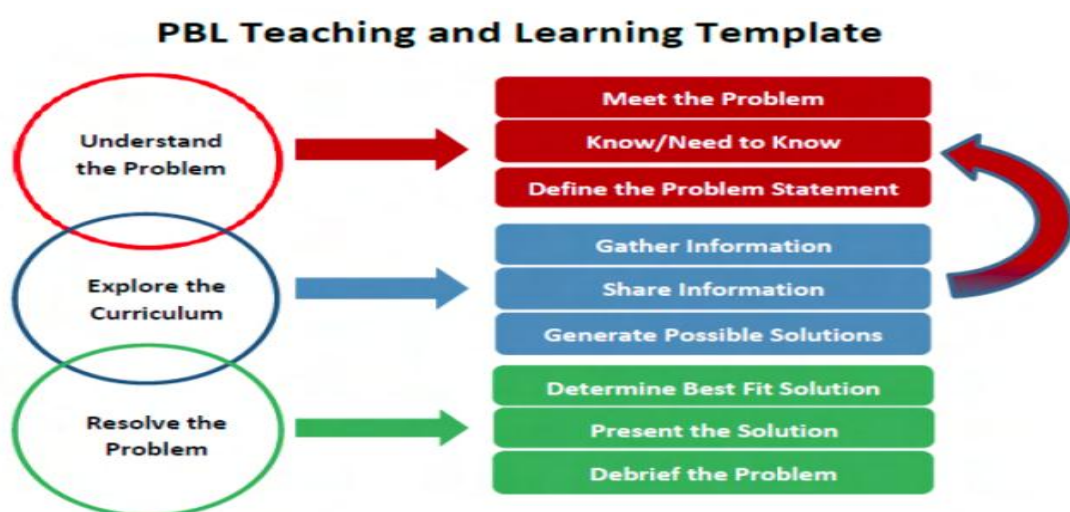 PBL Teaching and Learning Template
Understand
the Problem
Meet the Problem
Know/Need to Know
Define the Problem Statement
Explore the
Curriculum
Gather Information
Share Information
Generate Possible Solutions
Resolve the
Problem
Determine Best Fit Solution
Present the Solution
Debrief the Problem